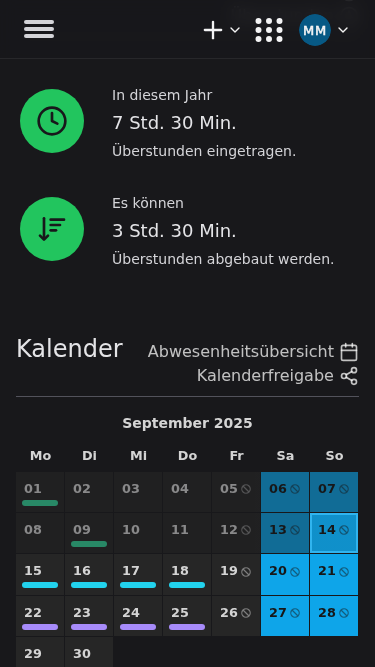 MM
In diesem Jahr
7 Std. 30 Min.
Überstunden eingetragen.
Es können
3 Std. 30 Min.
Überstunden abgebaut werden.
Kalender
Abwesenheitsübersicht
Kalenderfreigabe
September 2025
Mo Di Mi Do Fr Sa So
01 02 03 04 05 06 07
08 09 10 11 12 13 14
15 16 17 18 19 20 21
22 23 24 25 26 27 28
29 30